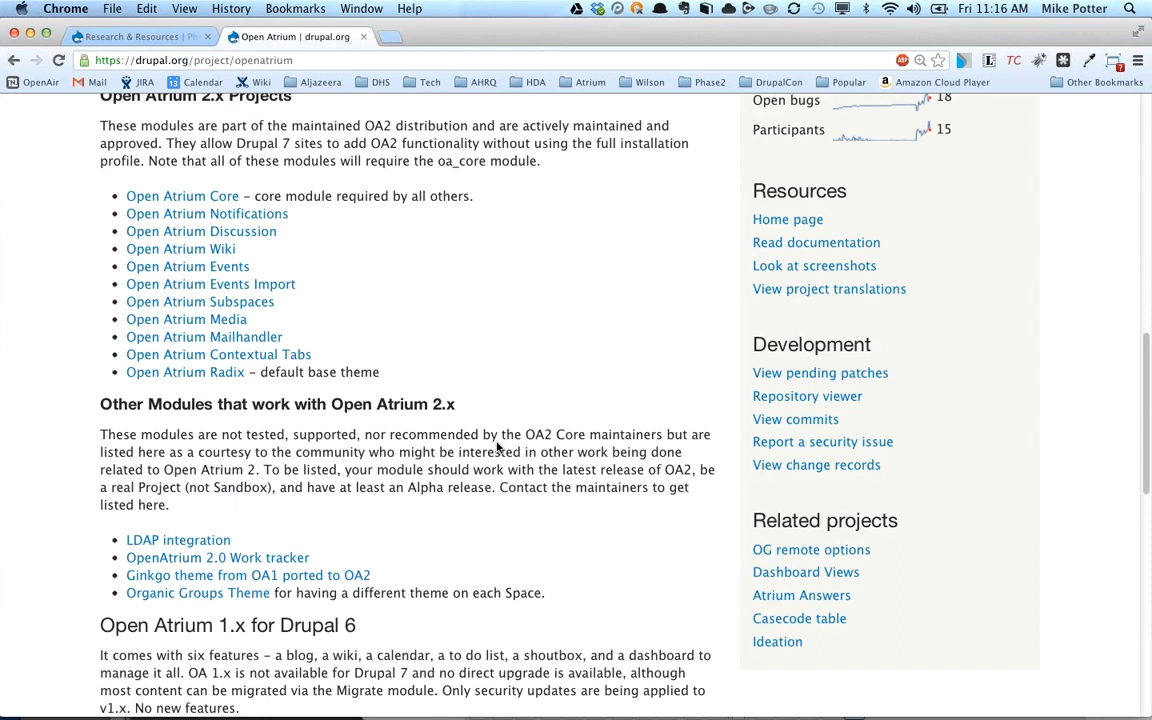 Chrome File Edit View History Bookmarks Window Help Fri 11:16 AM Mike Potter
Research & Resources | Ph
Open Atrium | drupal.org
https://drupal.org/project/openatrium
OpenAir Mail JIRA Calendar Wiki Aljazeera DHS Tech AHRQ HDA Atrium Wilson Phase2 DrupalCon Popular Amazon Cloud Player Other Bookmarks
Open Atrium 2.x Projects
These modules are part of the maintained OA2 distribution and are actively maintained and
approved. They allow Drupal 7 sites to add OA2 functionality without using the full installation
profile. Note that all of these modules will require the oa_core module.
• Open Atrium Core – core module required by all others.
• Open Atrium Notifications
• Open Atrium Discussion
• Open Atrium Wiki
• Open Atrium Events
• Open Atrium Events Import
• Open Atrium Subspaces
• Open Atrium Media
• Open Atrium Mailhandler
• Open Atrium Contextual Tabs
• Open Atrium Radix – default base theme
Other Modules that work with Open Atrium 2.x
These modules are not tested, supported, nor recommended by the OA2 Core maintainers but are
listed here as a courtesy to the community who might be interested in other work being done
related to Open Atrium 2. To be listed, your module should work with the latest release of OA2, be
a real Project (not Sandbox), and have at least an Alpha release. Contact the maintainers to get
listed here.
• LDAP integration
• OpenAtrium 2.0 Work tracker
• Ginkgo theme from OA1 ported to OA2
• Organic Groups Theme for having a different theme on each Space.
Open Atrium 1.x for Drupal 6
It comes with six features – a blog, a wiki, a calendar, a to do list, a shoutbox, and a dashboard to
manage it all. OA 1.x is not available for Drupal 7 and no direct upgrade is available, although
most content can be migrated via the Migrate module. Only security updates are being applied to
v1.x. No new features.
Open bugs 18
Participants 15
Resources
Home page
Read documentation
Look at screenshots
View project translations
Development
View pending patches
Repository viewer
View commits
Report a security issue
View change records
Related projects
OG remote options
Dashboard Views
Atrium Answers
Casecode table
Ideation